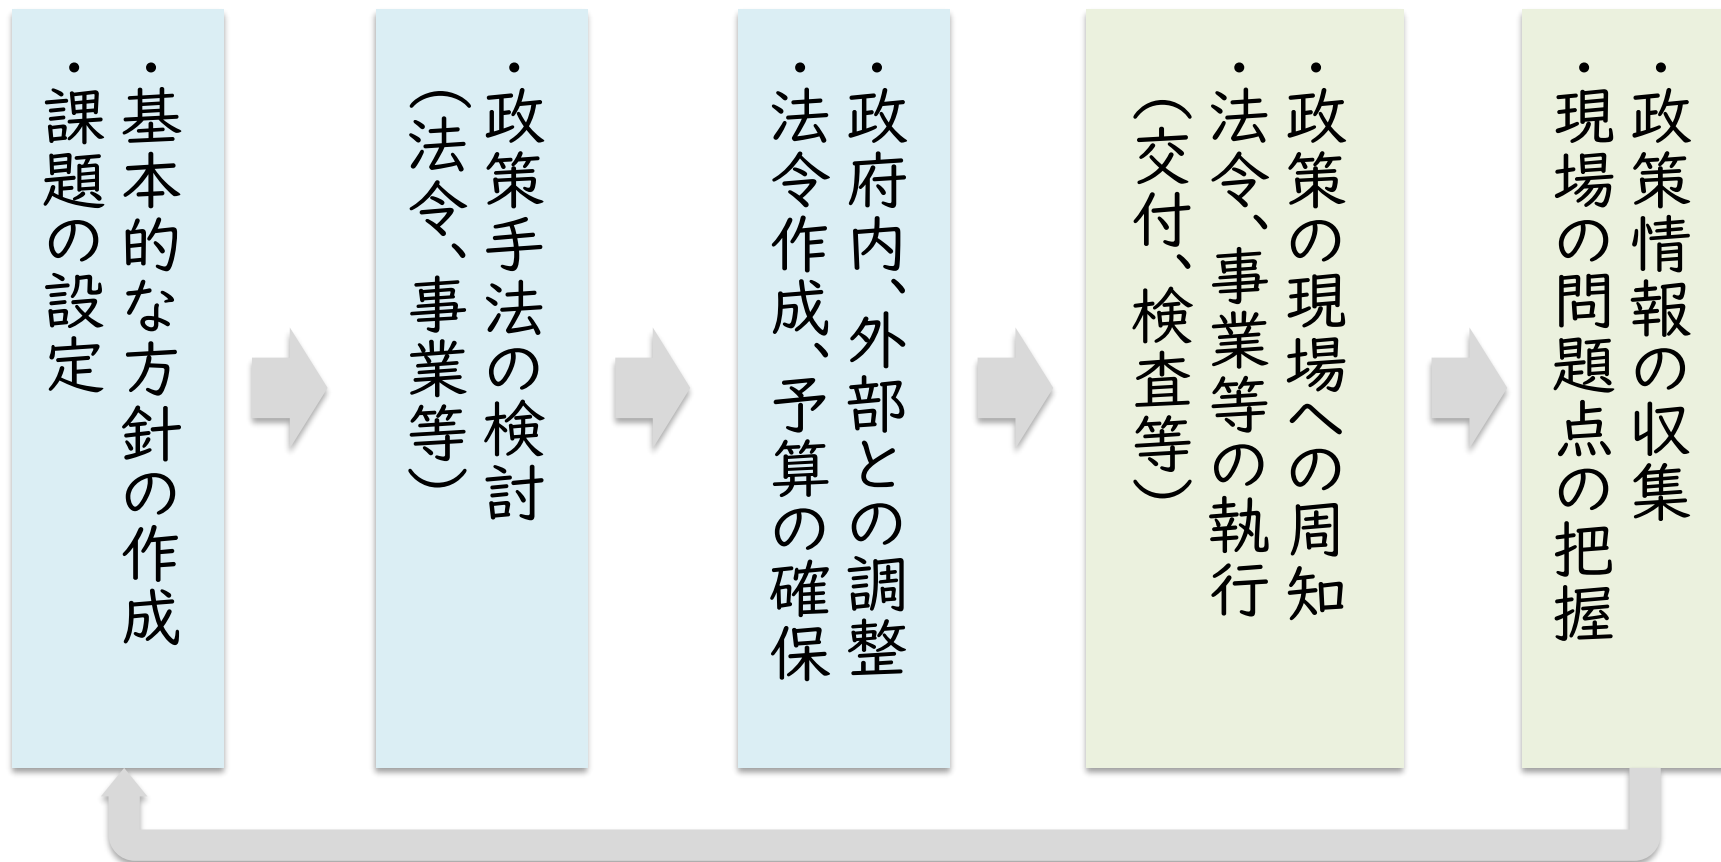 ・基本的な方針の作成
・課題の設定
・政策手法の検討
（法令、事業等）
・政府内、外部との調整
・法令作成、予算の確保
・政策の現場への周知
・法令、事業等の執行
（交付、検査等）
・政策情報の収集
・現場の問題点の把握